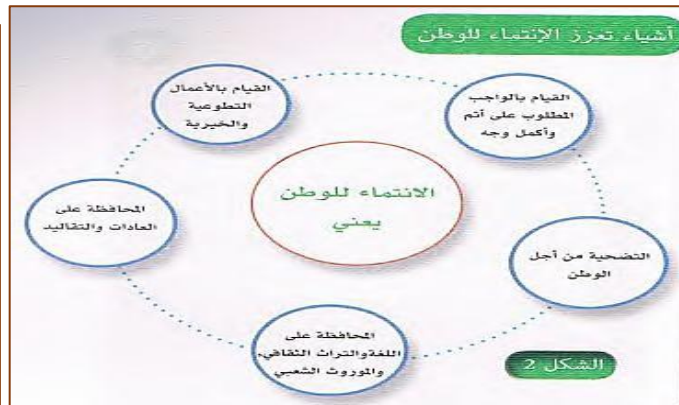 أشياء تعزز الإنتماء للوطن
القيام بالواجب
المطلوب على أتم
وأكمل وجه
القيام بالأعمال
التطوعية
والخيرية
الانتماء للوطن
يعني
المحافظة على
العادات والتقاليد
التضحية من أجل
الوطن
المحافظة على
اللغة والتراث الثقافي،
والموروث الشعبي
الشكل 2